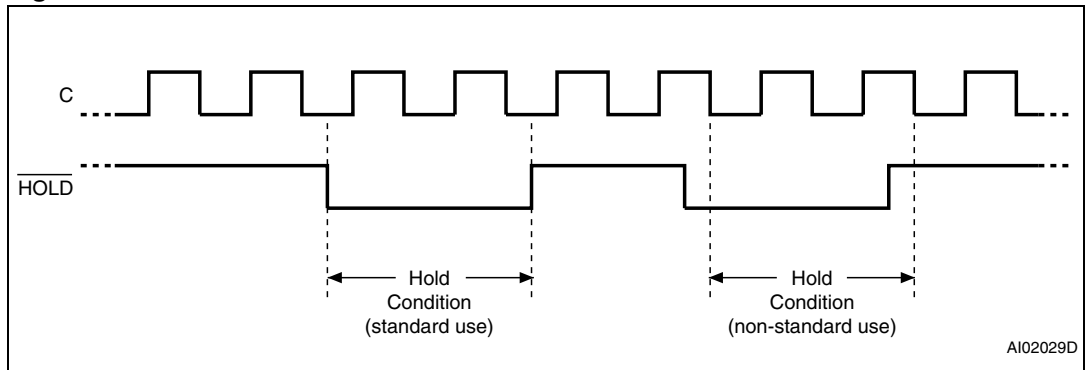 C
HOLD
Hold
Condition
(standard use)
Hold
Condition
(non-standard use)
AI02029D